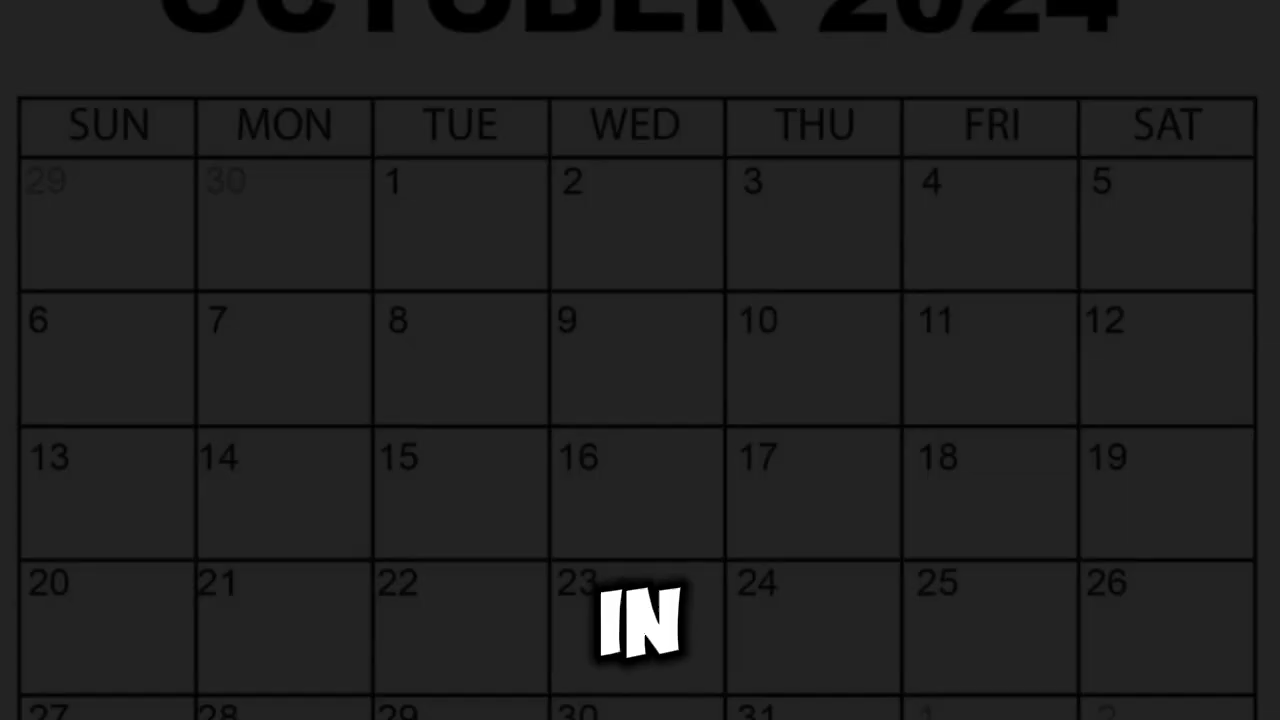 OCTOBER 2024
SUN MON TUE WED THU FRI SAT
29 30 1 2 3 4 5
6 7 8 9 10 11 12
13 14 15 16 17 18 19
20 21 22 23 24 25 26
IN
27 28 29 30 31 1 2